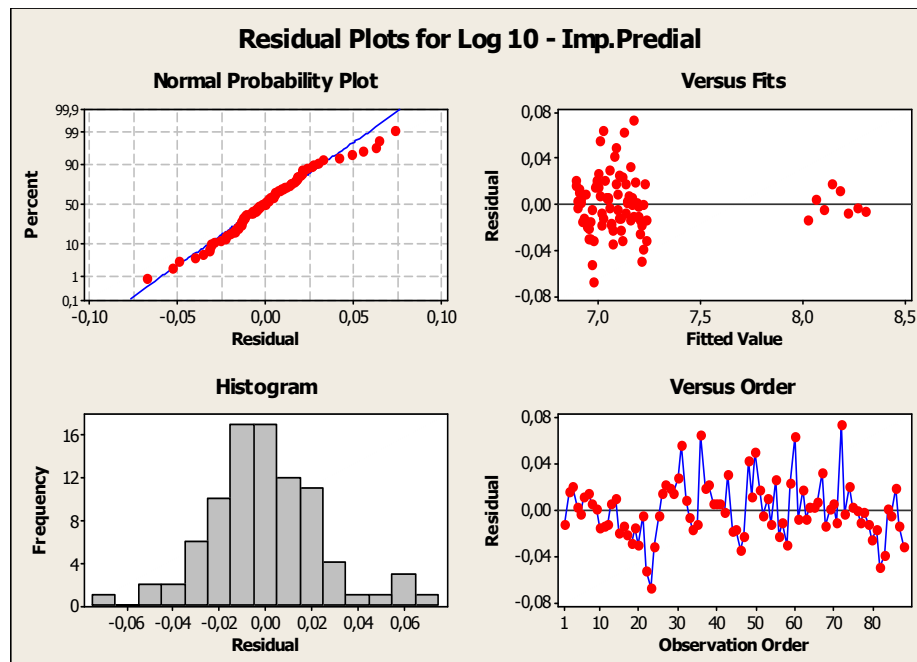 Residual Plots for Log 10 - Imp.Predial
Normal Probability Plot
99,9
99
90
50
10
1
0,1
Percent
-0,10 -0,05 0,00 0,05 0,10
Residual
Versus Fits
0,08
0,04
0,00
-0,04
-0,08
Residual
7,0 7,5 8,0 8,5
Fitted Value
Histogram
16
12
8
4
0
Frequency
-0,06 -0,04 -0,02 0,00 0,02 0,04 0,06
Residual
Versus Order
0,08
0,04
0,00
-0,04
-0,08
Residual
1 10 20 30 40 50 60 70 80
Observation Order